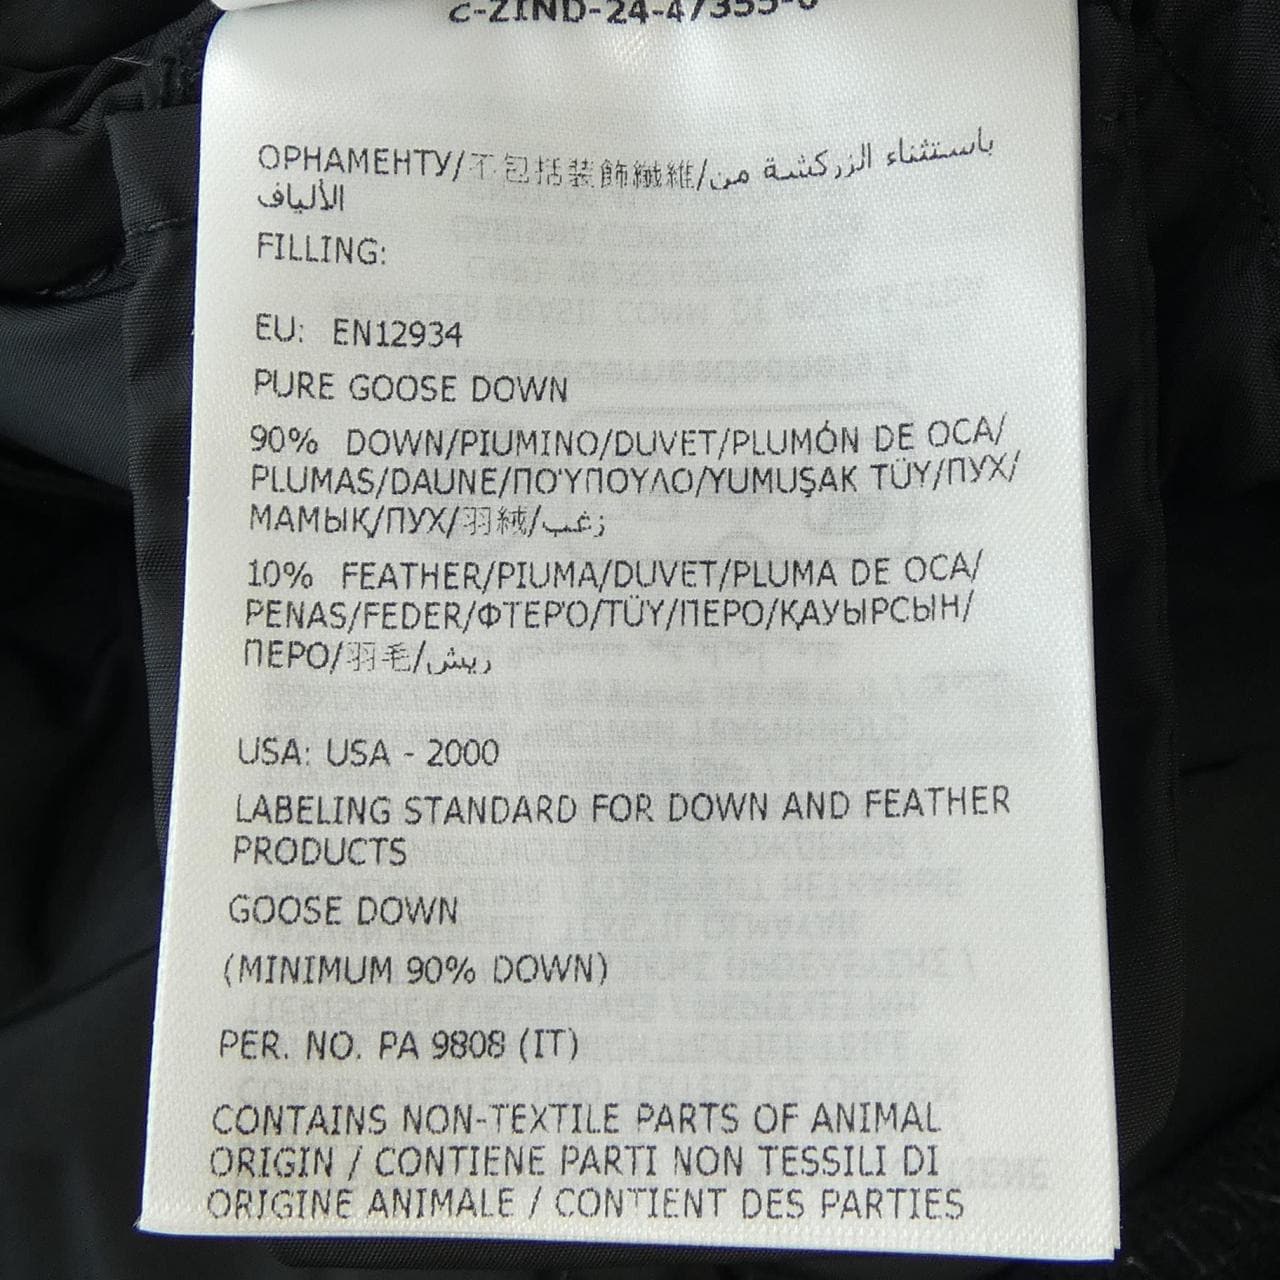 ОРНАМЕНТУ/不包括装飾繊維/باستثناء الزركشة من
الألياف
FILLING:
EU: EN12934
PURE GOOSE DOWN
90% DOWN/PIUMINO/DUVET/PLUMÓN DE OCA/
PLUMAS/DAUNE/ΠΟΎΠΟΥΛΟ/YUMUŞAK TÜY/ПУХ/
МАМЫҚ/ПУХ/羽絨/زغب
10% FEATHER/PIUMA/DUVET/PLUMA DE OCA/
PENAS/FEDER/ΦΤΕΡΌ/TÜY/ПЕРО/ҚАУЫРСЫН/
ПЕРО/羽毛/ريش
USA: USA - 2000
LABELING STANDARD FOR DOWN AND FEATHER
PRODUCTS
GOOSE DOWN
(MINIMUM 90% DOWN)
PER. NO. PA 9808 (IT)
CONTAINS NON-TEXTILE PARTS OF ANIMAL
ORIGIN / CONTIENE PARTI NON TESSILI DI
ORIGINE ANIMALE / CONTIENT DES PARTIES